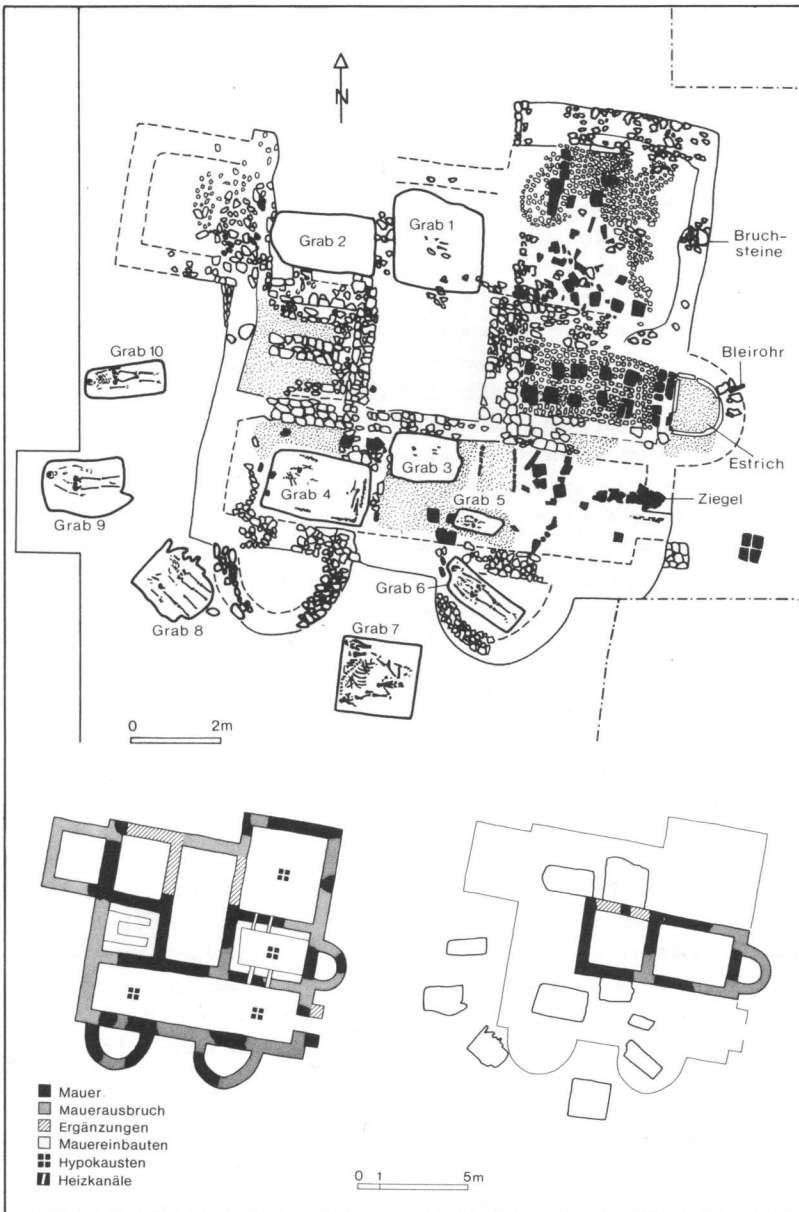 N
Grab 1
Grab 2
Bruch-
steine
Grab 10
Bleirohr
Grab 3
Estrich
Grab 4
Grab 5
Ziegel
Grab 9
Grab 6
Grab 8
Grab 7
0 2m
Mauer
Mauerausbruch
Ergänzungen
Mauereinbauten
Hypokausten
Heizkanäle
0 1 5m